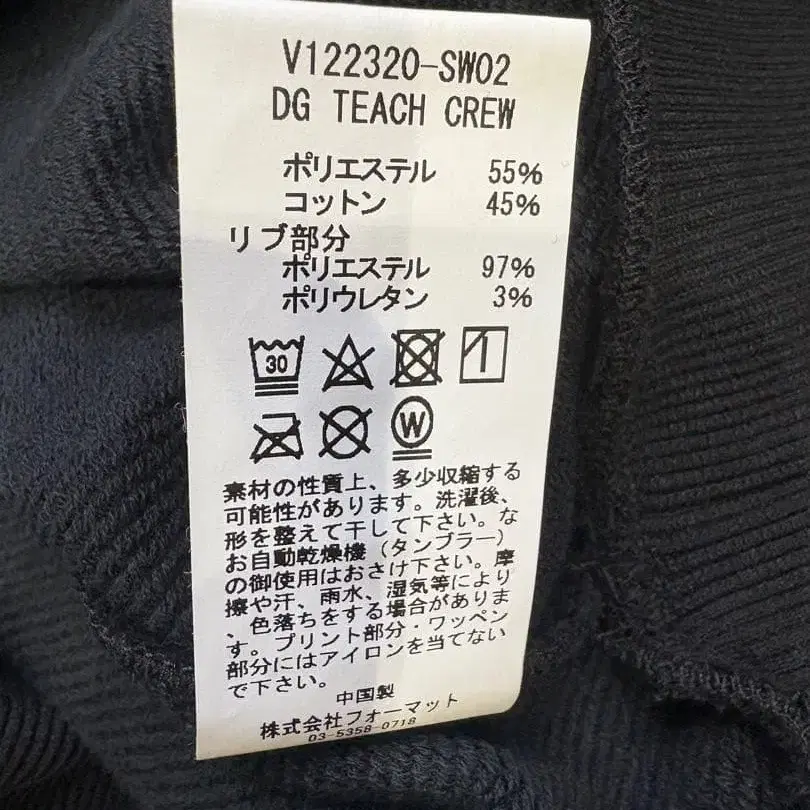 V122320-SW02
DG TEACH CREW
ポリエステル 55%
コットン 45%
リブ部分
ポリエステル 97%
ポリウレタン 3%
30
W
素材の性質上、多少収縮する
可能性があります。洗濯後、
形を整えて干して下さい。な
お自動乾燥機(タンブラー)
の御使用はおさけ下さい。摩
擦や汗、雨水、湿気等により
、色落ちをする場合がありま
す。プリント部分・ワッペン
部分にはアイロンを当てない
で下さい。
中国製
株式会社フォーマット
03-5358-0718